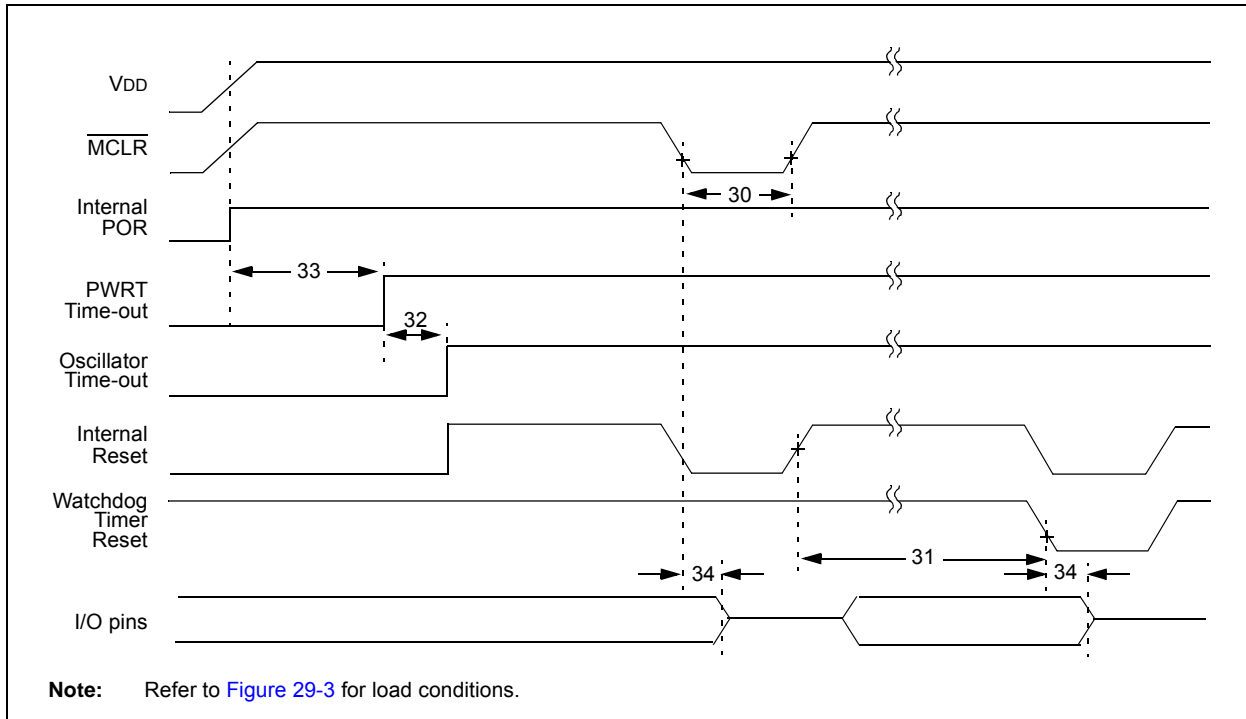 VDD
MCLR
30
Internal
POR
33
PWRT
Time-out
32
Oscillator
Time-out
Internal
Reset
Watchdog
Timer
Reset
31
34
34
I/O pins
Note: Refer to Figure 29-3 for load conditions.